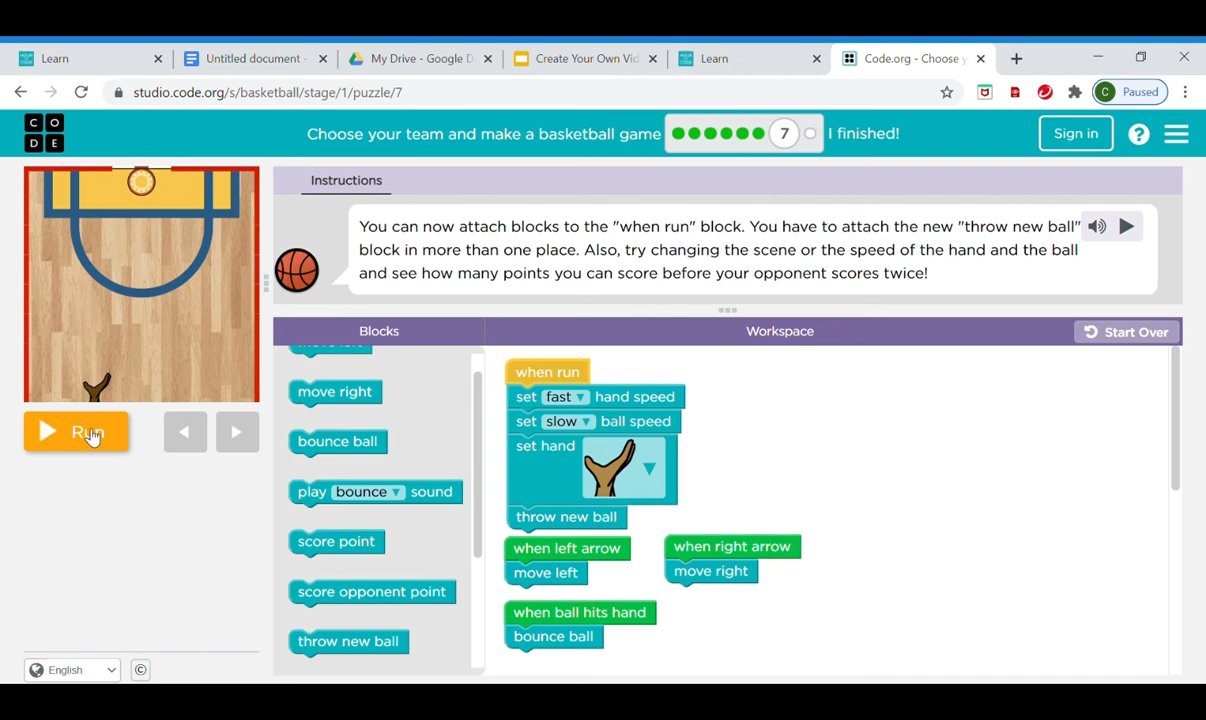 Learn
Untitled document -
My Drive - Google D
Create Your Own Vid
Learn
Code.org - Choose y
studio.code.org/s/basketball/stage/1/puzzle/7
C
Paused
C O
D E
Choose your team and make a basketball game
7
I finished!
Sign in
?
Instructions
You can now attach blocks to the "when run" block. You have to attach the new "throw new ball"
block in more than one place. Also, try changing the scene or the speed of the hand and the ball
and see how many points you can score before your opponent scores twice!
Blocks
Workspace
Start Over
move left
move right
bounce ball
play bounce sound
score point
score opponent point
throw new ball
when run
set fast hand speed
set slow ball speed
set hand
throw new ball
when left arrow
move left
when right arrow
move right
when ball hits hand
bounce ball
Run
English
©